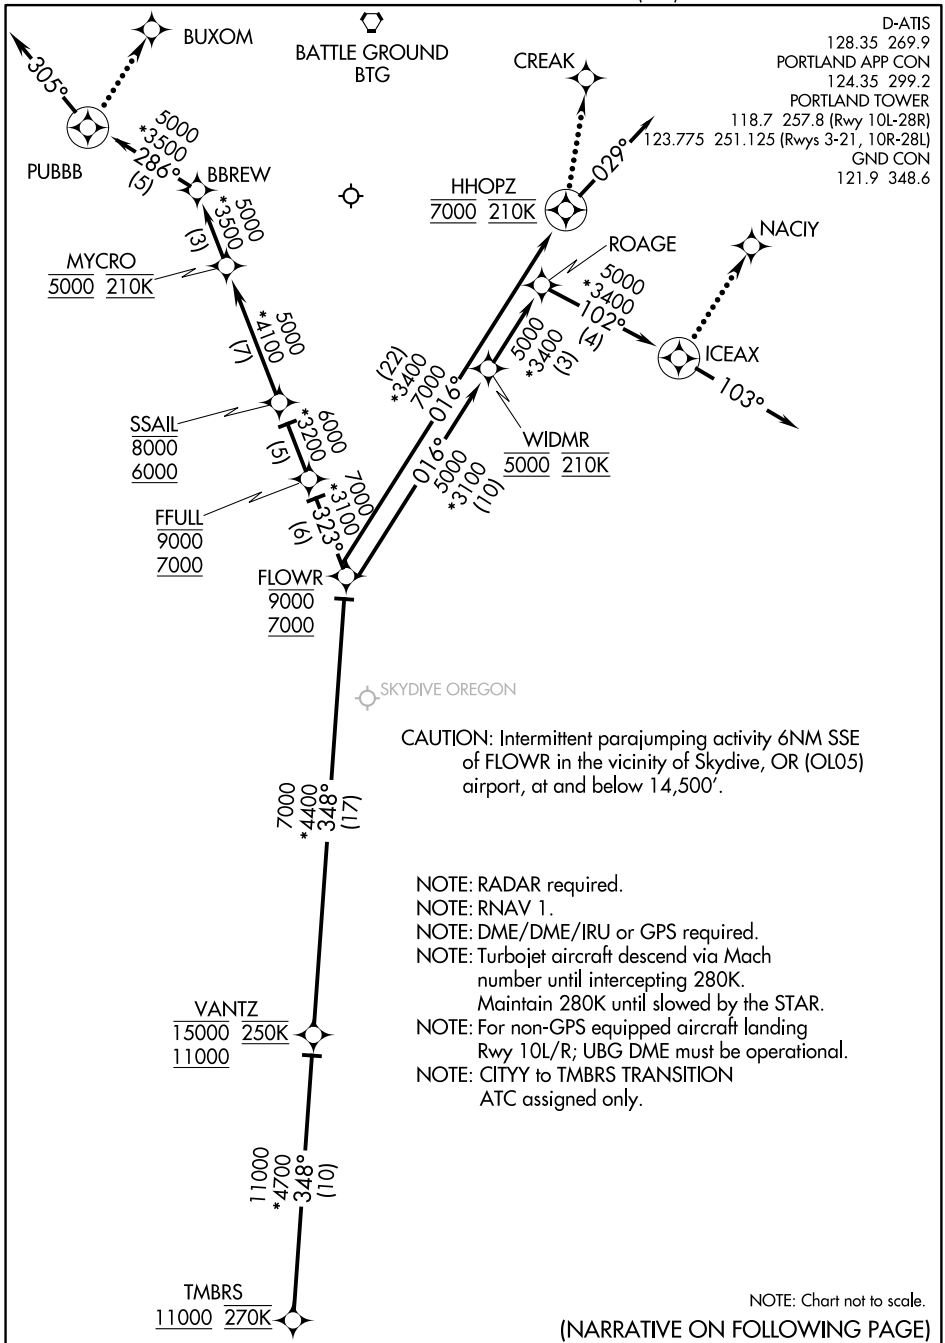 BUXOM
BATTLE GROUND
BTG
D-ATIS
128.35 269.9
PORTLAND APP CON
124.35 299.2
PORTLAND TOWER
118.7 257.8 (Rwy 10L-28R)
123.775 251.125 (Rwys 3-21, 10R-28L)
GND CON
121.9 348.6
CREAK
305°
PUBBB
5000
*3500
286°
(5)
BBREW
029°
HHOPZ
7000 210K
5000
*3500
(3)
MYCRO
5000 210K
NACIY
ROAGE
5000
*3400
102°
(4)
ICEAX
103°
5000
*4100
(7)
(22)
*3400
7000
016°
5000
*3400
(3)
WIDMR
5000 210K
016°
5000
*3100
(10)
SSAIL
8000
6000
6000
*3200
(5)
FFULL
9000
7000
7000
*3100
323°
(6)
FLOWR
9000
7000
SKYDIVE OREGON
CAUTION: Intermittent parajumping activity 6NM SSE
of FLOWR in the vicinity of Skydive, OR (OL05)
airport, at and below 14,500'.
7000
*4400
348°
(17)
NOTE: RADAR required.
NOTE: RNAV 1.
NOTE: DME/DME/IRU or GPS required.
NOTE: Turbojet aircraft descend via Mach
number until intercepting 280K.
Maintain 280K until slowed by the STAR.
NOTE: For non-GPS equipped aircraft landing
Rwy 10L/R; UBG DME must be operational.
NOTE: CITYY to TMBRS TRANSITION
ATC assigned only.
VANTZ
15000 250K
11000
11000
*4700
348°
(10)
TMBRS
11000 270K
NOTE: Chart not to scale.
(NARRATIVE ON FOLLOWING PAGE)